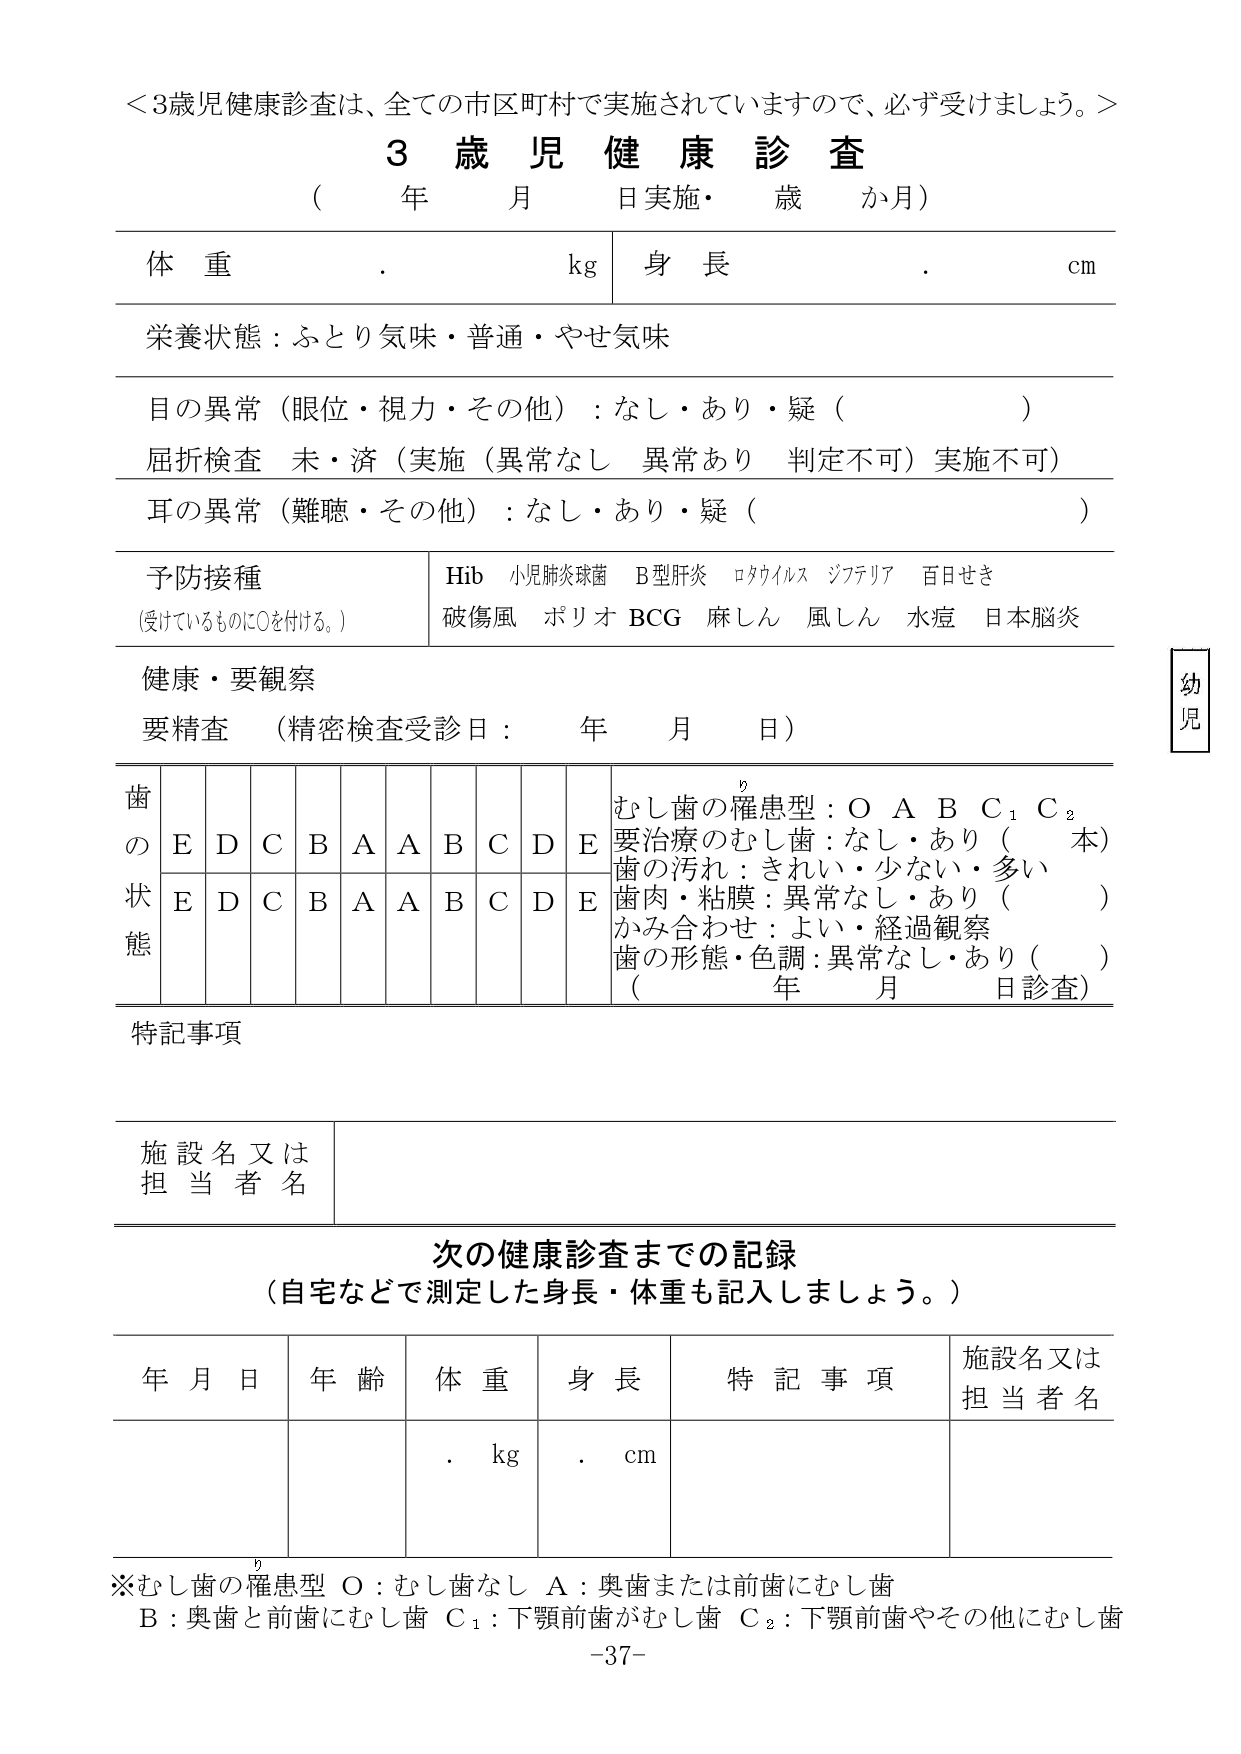 ＜3歳児健康診査は、全ての市区町村で実施されていますので、必ず受けましょう。＞
３歳児健康診査
（　　年　　月　　日実施・　　歳　　か月）
体　重　　　．　　　kg　身　長　　　．　　　cm
栄養状態：ふとり気味・普通・やせ気味
目の異常（眼位・視力・その他）：なし・あり・疑（　　　　　　）
屈折検査　未・済（実施（異常なし　異常あり　判定不可）実施不可）
耳の異常（難聴・その他）：なし・あり・疑（　　　　　　　　　　　）
予防接種
（受けているものに○を付ける。）
Hib　小児肺炎球菌　B型肝炎　ロタウイルス　ジフテリア　百日せき
破傷風　ポリオ　BCG　麻しん　風しん　水痘　日本脳炎
健康・要観察
要精査　（精密検査受診日：　　年　　月　　日）
幼児
歯の状態
E D C B A A B C D E
E D C B A A B C D E
り
むし歯の罹患型：O A B C₁ C₂
要治療のむし歯：なし・あり（　　本）
歯の汚れ：きれい・少ない・多い
歯肉・粘膜：異常なし・あり（　　　）
かみ合わせ：よい・経過観察
歯の形態・色調：異常なし・あり（　　）
（　　　　年　　月　　　日診査）
特記事項
施設名又は
担当者名
次の健康診査までの記録
（自宅などで測定した身長・体重も記入しましょう。）
年月日　年齢　体重　身長　特記事項　施設名又は
担当者名
．　kg　．　cm
り
※むし歯の罹患型 O：むし歯なし A：奥歯または前歯にむし歯
B：奥歯と前歯にむし歯 C₁：下顎前歯がむし歯 C₂：下顎前歯やその他にむし歯
−37−